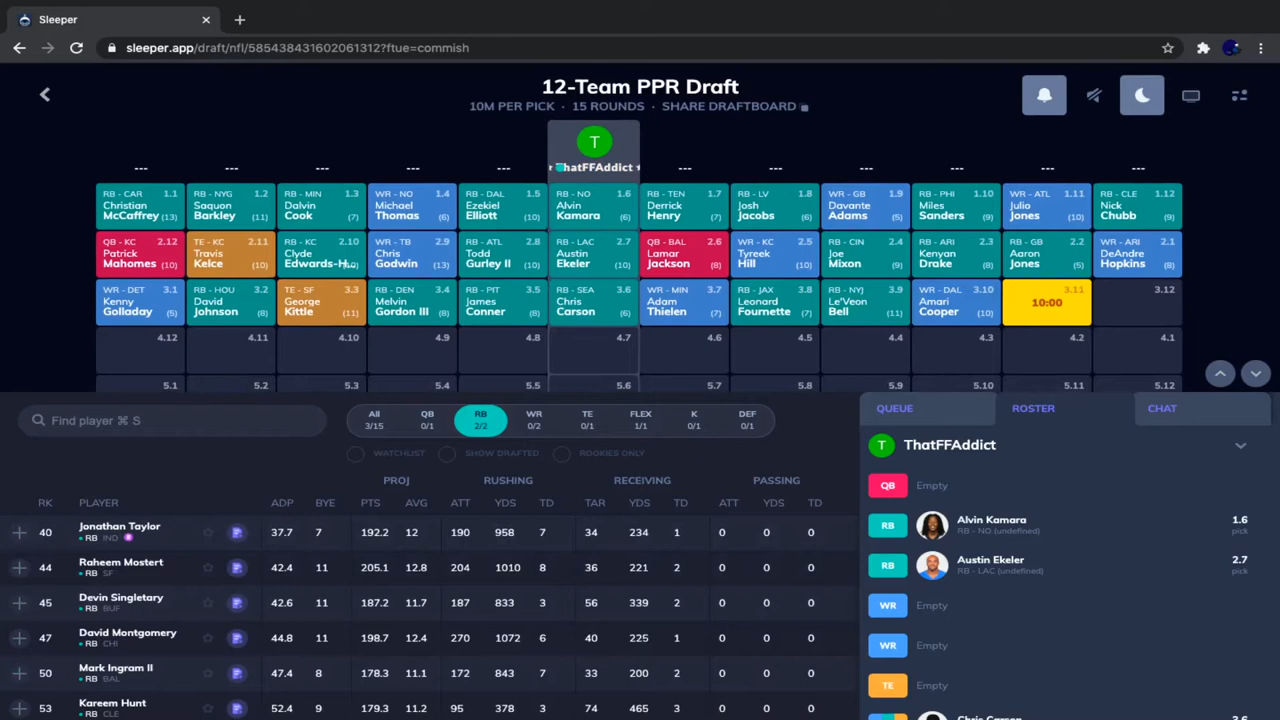 Sleeper
sleeper.app/draft/nfl/585438431602061312?ftue=commish
12-Team PPR Draft
10M PER PICK · 15 ROUNDS · SHARE DRAFTBOARD
T
--- --- --- --- --- ThatFFAddict --- --- --- --- --- ---
RB - CAR 1.1 RB - NYG 1.2 RB - MIN 1.3 WR - NO 1.4 RB - DAL 1.5 RB - NO 1.6 RB - TEN 1.7 RB - LV 1.8 WR - GB 1.9 RB - PHI 1.10 WR - ATL 1.11 RB - CLE 1.12
Christian Saquon Dalvin Michael Ezekiel Alvin Derrick Josh Davante Miles Julio Nick
McCaffrey (13) Barkley (11) Cook (7) Thomas (6) Elliott (10) Kamara (6) Henry (7) Jacobs (6) Adams (5) Sanders (9) Jones (10) Chubb (9)
QB - KC 2.12 TE - KC 2.11 RB - KC 2.10 WR - TB 2.9 RB - ATL 2.8 RB - LAC 2.7 QB - BAL 2.6 WR - KC 2.5 RB - CIN 2.4 RB - ARI 2.3 RB - GB 2.2 WR - ARI 2.1
Patrick Travis Clyde Chris Todd Austin Lamar Tyreek Joe Kenyan Aaron DeAndre
Mahomes (10) Kelce (10) Edwards-H... (10) Godwin (13) Gurley II (10) Ekeler (10) Jackson (8) Hill (10) Mixon (9) Drake (8) Jones (5) Hopkins (8)
WR - DET 3.1 RB - HOU 3.2 TE - SF 3.3 RB - DEN 3.4 RB - PIT 3.5 RB - SEA 3.6 WR - MIN 3.7 RB - JAX 3.8 RB - NYJ 3.9 WR - DAL 3.10 3.11 3.12
Kenny David George Melvin James Chris Adam Leonard Le'Veon Amari 10:00
Golladay (5) Johnson (8) Kittle (11) Gordon III (8) Conner (8) Carson (6) Thielen (7) Fournette (7) Bell (11) Cooper (10)
4.12 4.11 4.10 4.9 4.8 4.7 4.6 4.5 4.4 4.3 4.2 4.1
5.1 5.2 5.3 5.4 5.5 5.6 5.7 5.8 5.9 5.10 5.11 5.12
Find player ⌘ S
All QB RB WR TE FLEX K DEF
3/15 0/1 2/2 0/2 0/1 1/1 0/1 0/1
WATCHLIST SHOW DRAFTED ROOKIES ONLY
PROJ RUSHING RECEIVING PASSING
RK PLAYER ADP BYE PTS AVG ATT YDS TD TAR YDS TD ATT YDS TD
40 Jonathan Taylor 37.7 7 192.2 12 190 958 7 34 234 1 0 0 0
RB IND
44 Raheem Mostert 42.4 11 205.1 12.8 204 1010 8 36 221 2 0 0 0
RB SF
45 Devin Singletary 42.6 11 187.2 11.7 187 833 3 56 339 2 0 0 0
RB BUF
47 David Montgomery 44.8 11 198.7 12.4 270 1072 6 40 225 1 0 0 0
RB CHI
50 Mark Ingram II 47.4 8 178.3 11.1 172 843 7 33 200 2 0 0 0
RB BAL
53 Kareem Hunt 52.4 9 179.3 11.2 95 378 3 74 465 3 0 0 0
RB CLE
QUEUE ROSTER CHAT
T ThatFFAddict
QB Empty
RB Alvin Kamara 1.6
RB - NO (undefined) pick
RB Austin Ekeler 2.7
RB - LAC (undefined) pick
WR Empty
WR Empty
TE Empty
Chris Carson 3.6